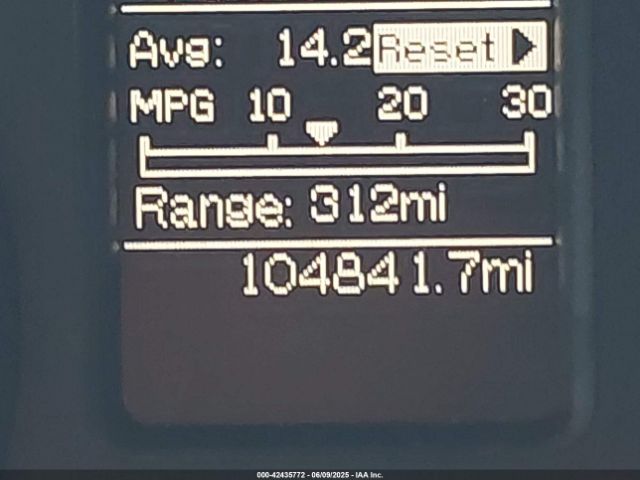 Avg: 14.2 Reset
MPG 10 20 30
Range: 312mi
104841.7mi
000-42435772 - 06/09/2025 - IAA Inc.